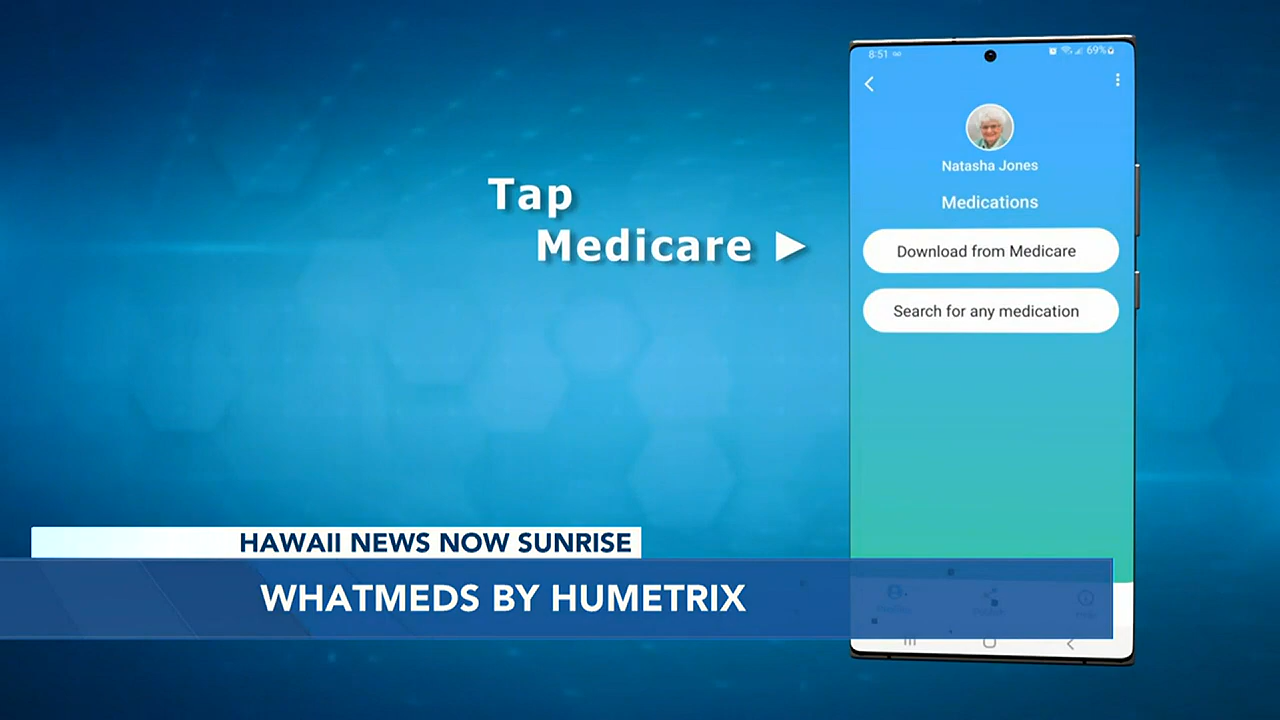 8:51
69%
Natasha Jones
Tap
Medicare ►
Medications
Download from Medicare
Search for any medication
HAWAII NEWS NOW SUNRISE
WHATMEDS BY HUMETRIX